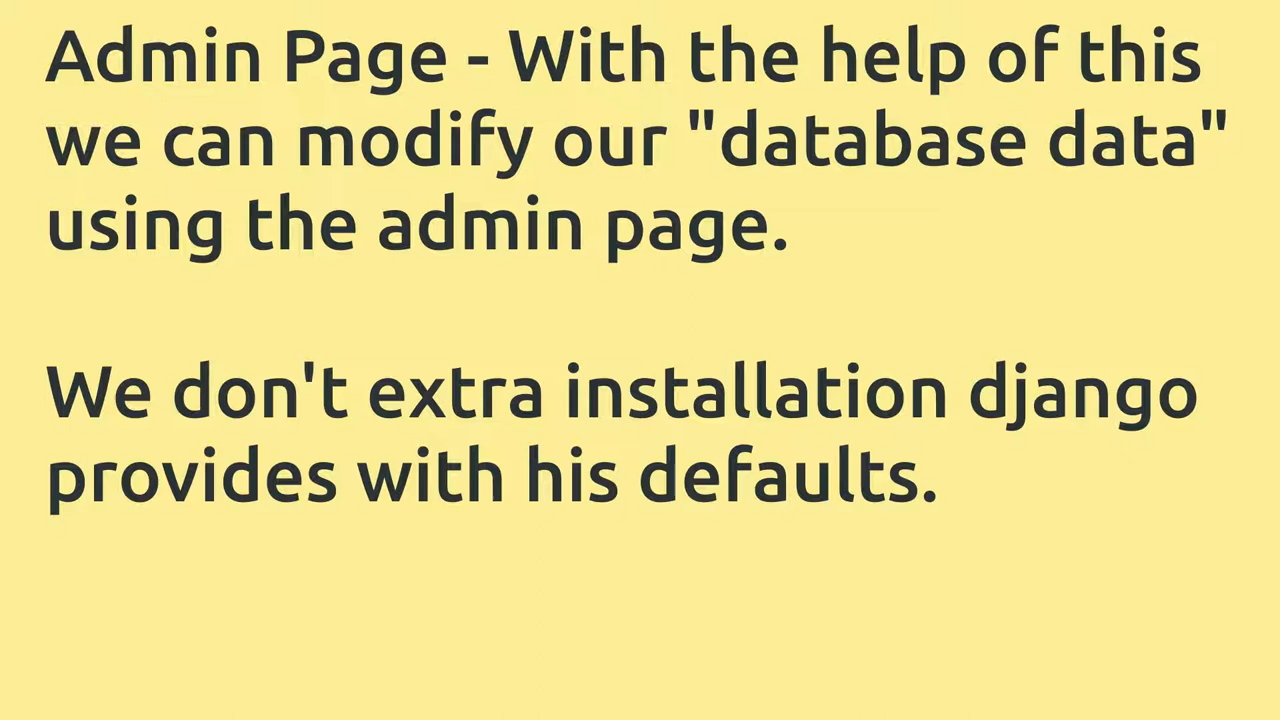 Admin Page - With the help of this
we can modify our "database data"
using the admin page.
We don't extra installation django
provides with his defaults.